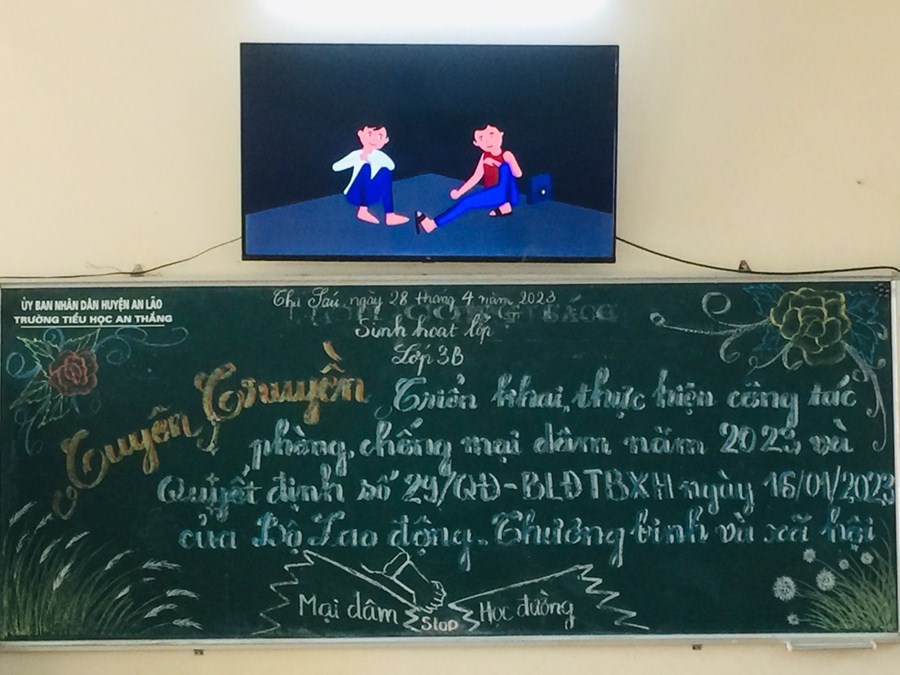 ỦY BAN NHÂN DÂN HUYỆN AN LÃO
TRƯỜNG TIỂU HỌC AN THẮNG
Thứ Sáu, ngày 28 tháng 4 năm 2023
Sinh hoạt lớp
Lớp 3B
Tuyên Truyền
Triển khai, thực hiện công tác
phòng, chống mại dâm năm 2023 và
Quyết định số 29/QĐ-BLĐTBXH ngày 16/01/2023
của Bộ Lao động, Thương binh và xã hội
Mại dâm Stop Học đường